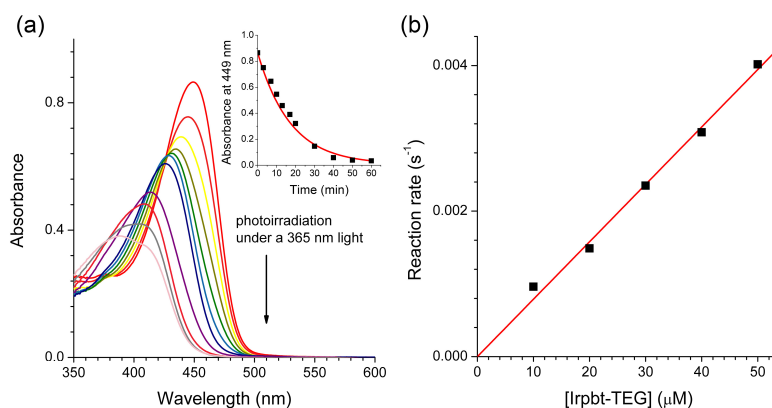 (a)
Absorbance
0.8
0.4
0.0
350 400 450 500 550 600
Wavelength (nm)
Absorbance at 449 nm
1.0
0.8
0.6
0.4
0.2
0.0
0 10 20 30 40 50 60
Time (min)
photoirradiation
under a 365 nm light
(b)
Reaction rate (s⁻¹)
0.004
0.002
0.000
0 10 20 30 40 50
[Irpbt-TEG] (μM)